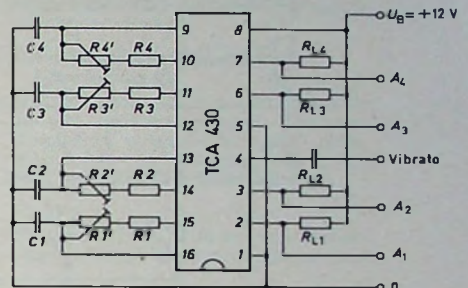 9 8 U_B = +12 V
C4 R4' R4 10 7 R_L4
A_4
C3 R3' R3 11 6 R_L3
12 5 A_3
TCA 430
13 4 Vibrato
C2 R2' R2 14 3 R_L2
A_2
C1 R1' R1 15 2 R_L1
16 1 A_1
0